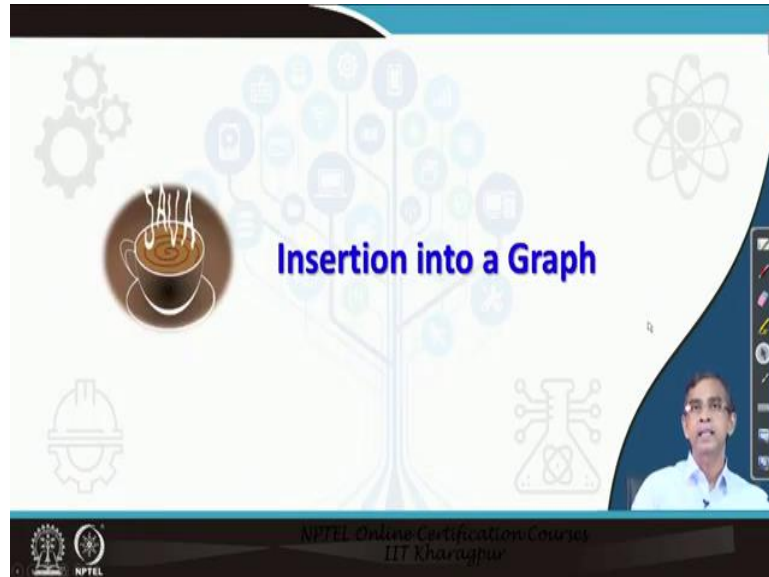 JAVA
Insertion into a Graph
NPTEL Online Certification Courses
IIT Kharagpur
NPTEL